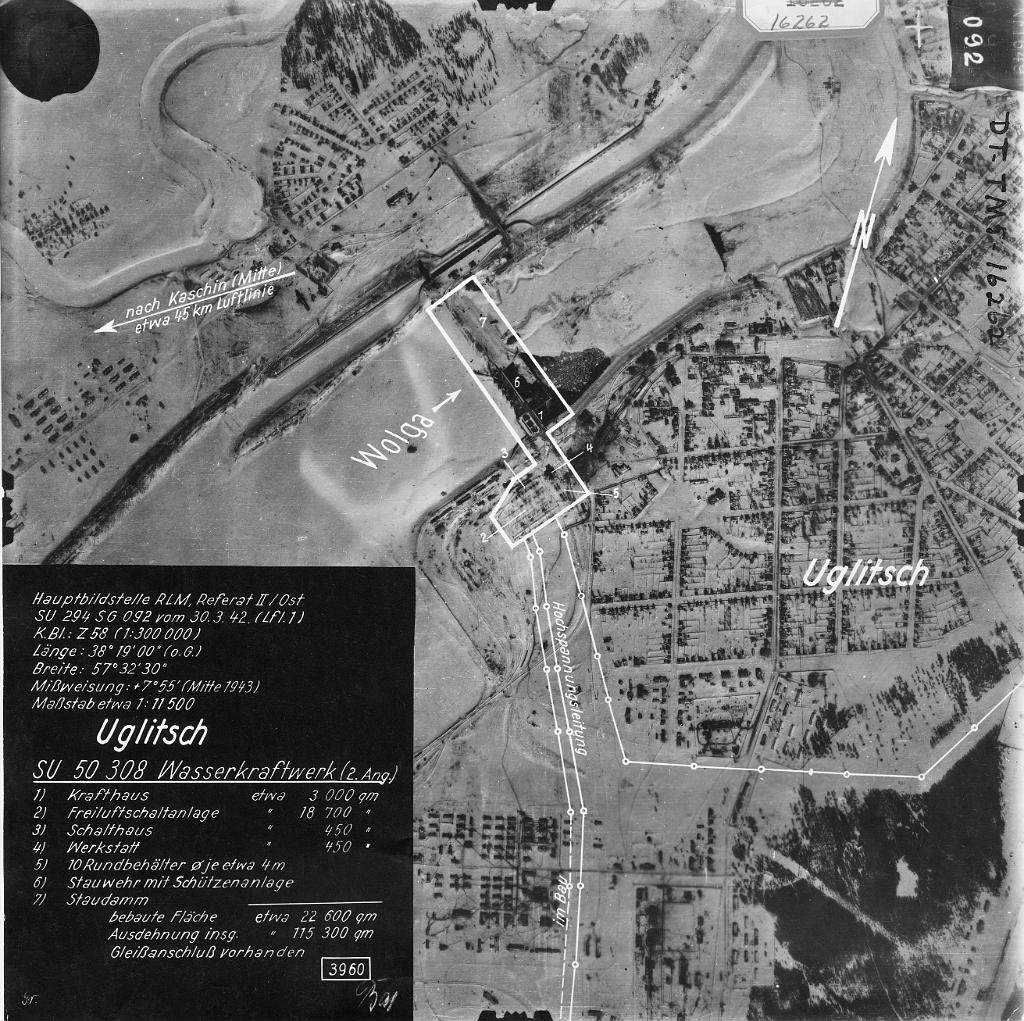 16262
092
DT-TM5 16262
N
nach Kaschin (Mitte)
etwa 45 km Luftlinie
7
6
1
Wolga
3
4
5
2
Uglitsch
Hochspannungsleitung
im Bau
Hauptbildstelle RLM, Referat II/Ost
SU 294 SG 092 vom 30.3.42. (Lfl.1)
K.Bl.: Z 58 (1:300 000)
Länge: 38° 19' 00" (o.G.)
Breite: 57° 32' 30"
Mißweisung: +7° 55' (Mitte 1943)
Maßstab etwa 1: 11 500
Uglitsch
SU 50 308 Wasserkraftwerk (2. Ang.)
1) Krafthaus etwa 3 000 qm
2) Freiluftschaltanlage " 18 700 "
3) Schalthaus " 450 "
4) Werkstatt " 450 "
5) 10 Rundbehälter ø je etwa 4 m
6) Stauwehr mit Schützenanlage
7) Staudamm
bebaute Fläche etwa 22 600 qm
Ausdehnung insg. " 115 300 qm
Gleißanschluß vorhanden
3960